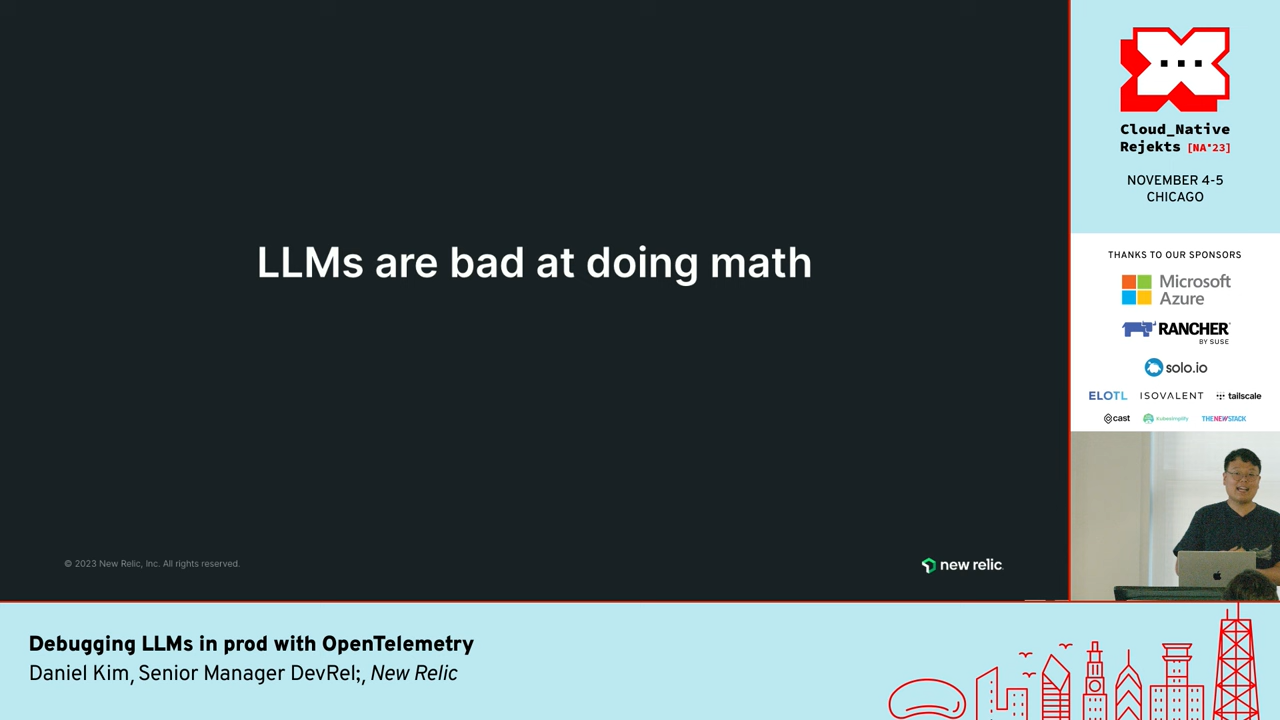 LLMs are bad at doing math
© 2023 New Relic, Inc. All rights reserved.
new relic
Cloud_Native
Rejekts [NA'23]
NOVEMBER 4-5
CHICAGO
THANKS TO OUR SPONSORS
Microsoft
Azure
RANCHER
BY SUSE
solo.io
ELOTL ISOVALENT tailscale
cast Kubesimplify THENEWSTACK
Debugging LLMs in prod with OpenTelemetry
Daniel Kim, Senior Manager DevRel;, New Relic